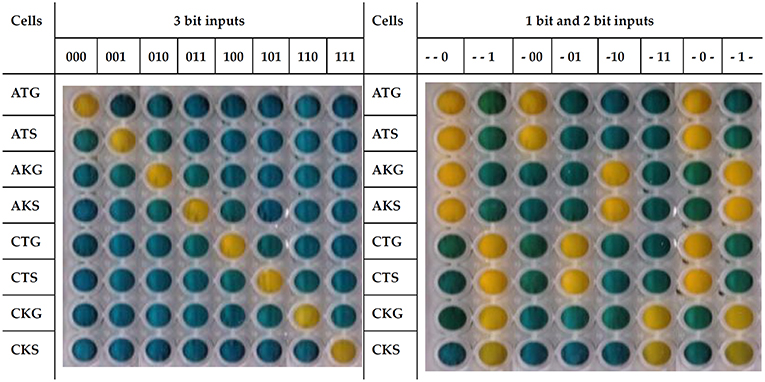 Cells 3 bit inputs Cells 1 bit and 2 bit inputs
000 001 010 011 100 101 110 111 - - 0 - - 1 - 00 - 01 -10 - 11 - 0 - - 1 -
ATG ATG
ATS ATS
AKG AKG
AKS AKS
CTG CTG
CTS CTS
CKG CKG
CKS CKS